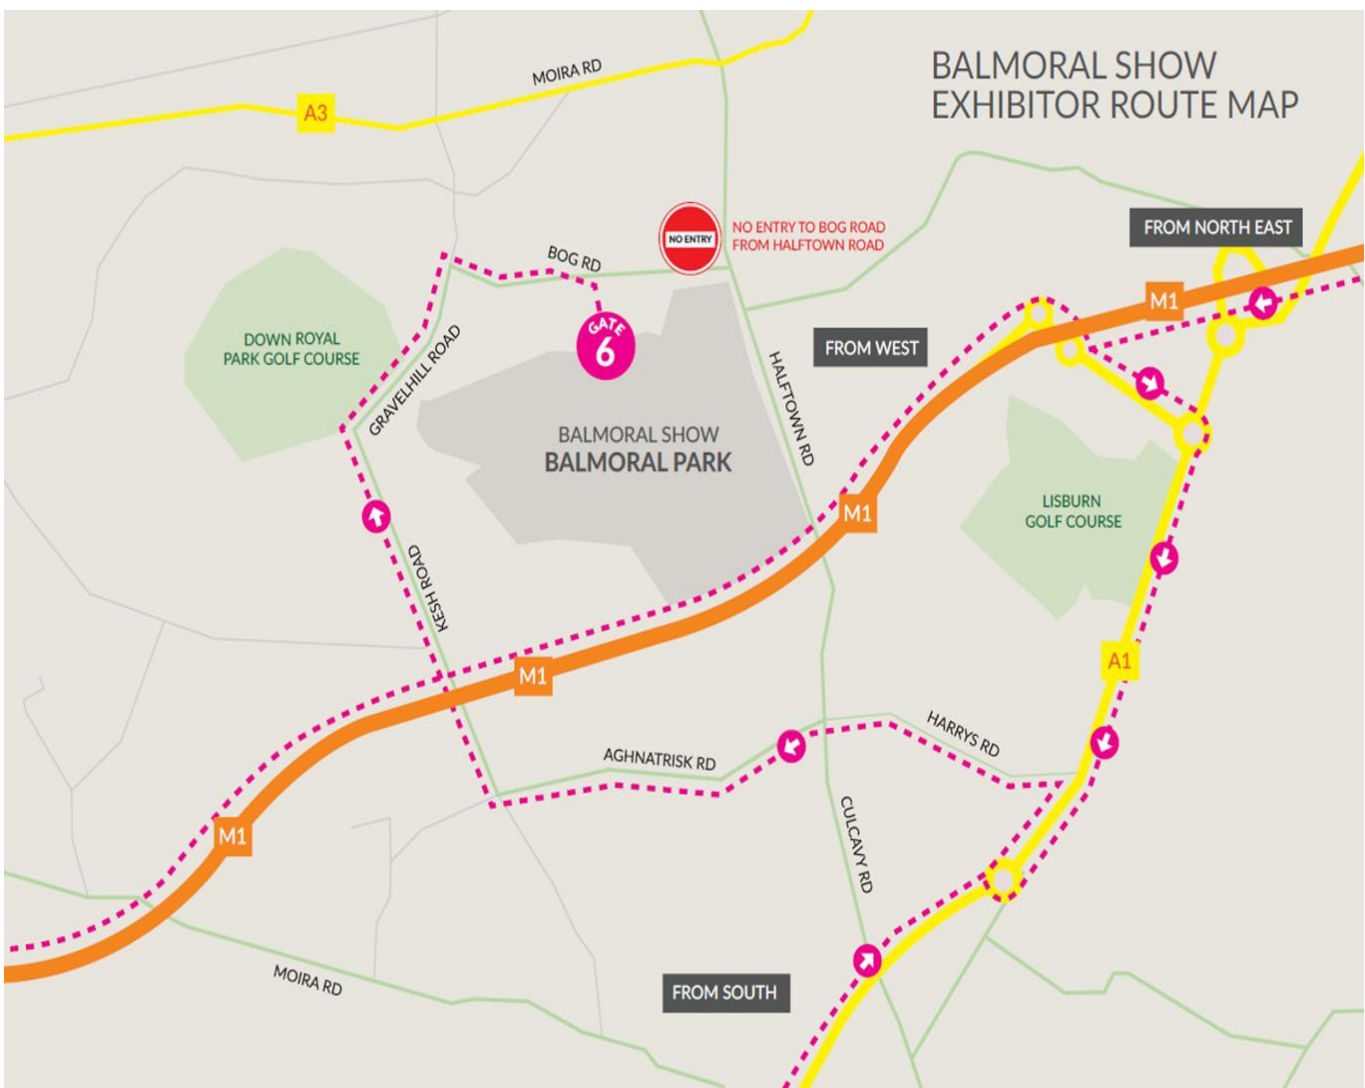 BALMORAL SHOW
EXHIBITOR ROUTE MAP
MOIRA RD
A3
FROM NORTH EAST
NO ENTRY
NO ENTRY TO BOG ROAD
FROM HALFTOWN ROAD
BOG RD
M1
GATE
6
DOWN ROYAL
PARK GOLF COURSE
GRAVELHILL ROAD
FROM WEST
HALFTOWN RD
BALMORAL SHOW
BALMORAL PARK
M1
LISBURN
GOLF COURSE
KESH ROAD
M1
A1
HARRYS RD
AGHNATRISK RD
M1
CULCAVY RD
MOIRA RD
FROM SOUTH